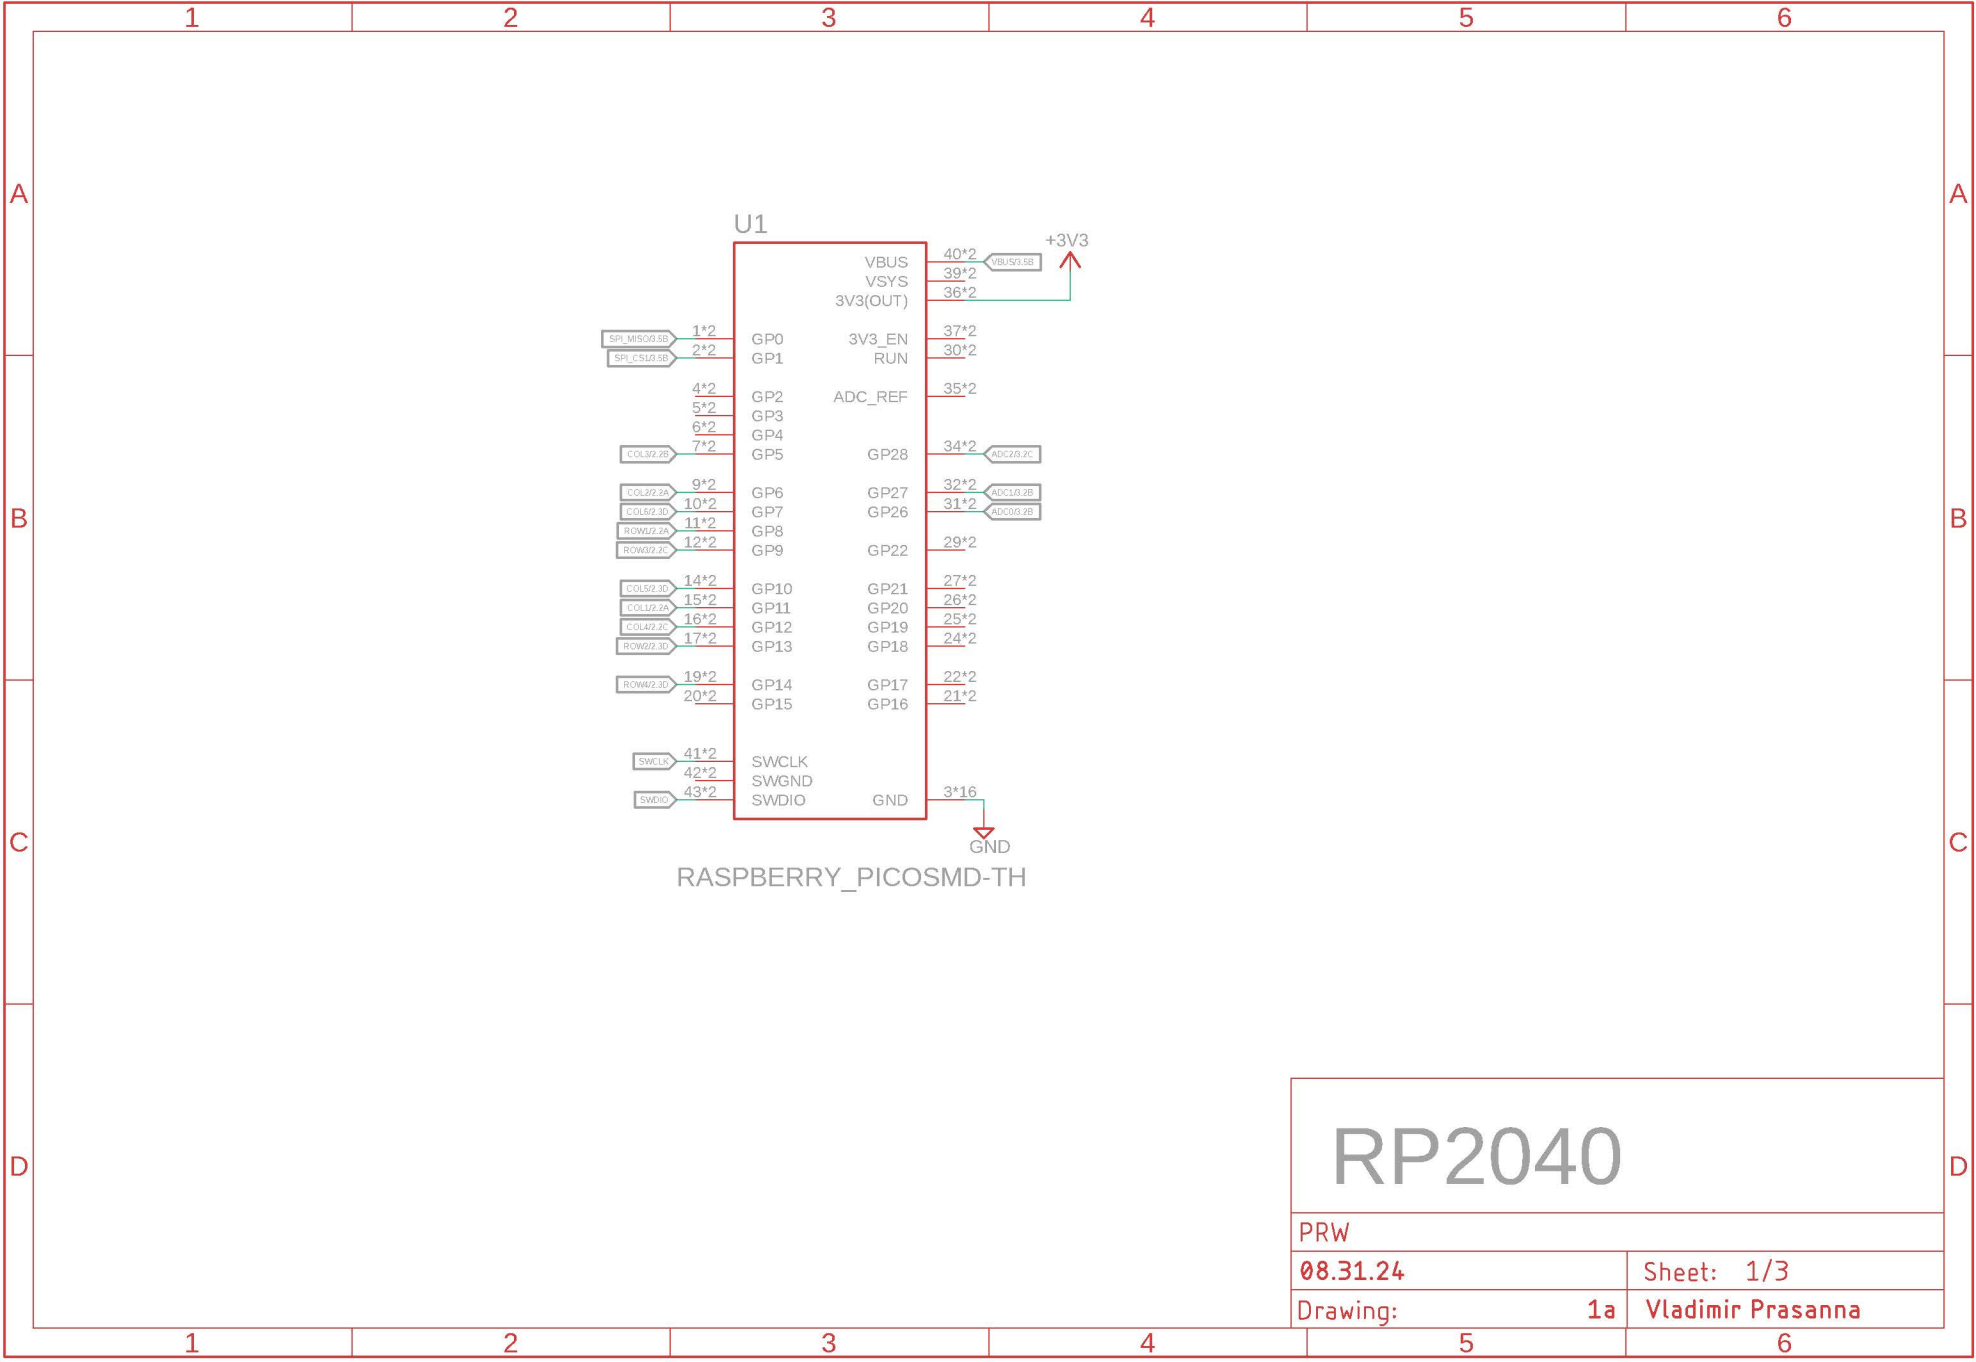 1 2 3 4 5 6
A A
B B
C C
D D
U1
+3V3
VBUS 40*2 VBUS/3.5B
VSYS 39*2
3V3(OUT) 36*2
SPI_MISO/3.5B 1*2 GP0 3V3_EN 37*2
SPI_CS1/3.5B 2*2 GP1 RUN 30*2
4*2 GP2 ADC_REF 35*2
5*2 GP3
6*2 GP4
COL3/2.2B 7*2 GP5 GP28 34*2 ADC2/3.2C
COL2/2.2A 9*2 GP6 GP27 32*2 ADC1/3.2B
COL6/2.3D 10*2 GP7 GP26 31*2 ADC0/3.2B
ROW1/2.2A 11*2 GP8
ROW3/2.2C 12*2 GP9 GP22 29*2
COL5/2.3D 14*2 GP10 GP21 27*2
COL1/2.2A 15*2 GP11 GP20 26*2
COL4/2.2C 16*2 GP12 GP19 25*2
ROW2/2.3D 17*2 GP13 GP18 24*2
ROW4/2.3D 19*2 GP14 GP17 22*2
20*2 GP15 GP16 21*2
SWCLK 41*2 SWCLK
42*2 SWGND
SWDIO 43*2 SWDIO GND 3*16
GND
RASPBERRY_PICOSMD-TH
RP2040
PRW
08.31.24 Sheet: 1/3
Drawing: 1a Vladimir Prasanna
1 2 3 4 5 6